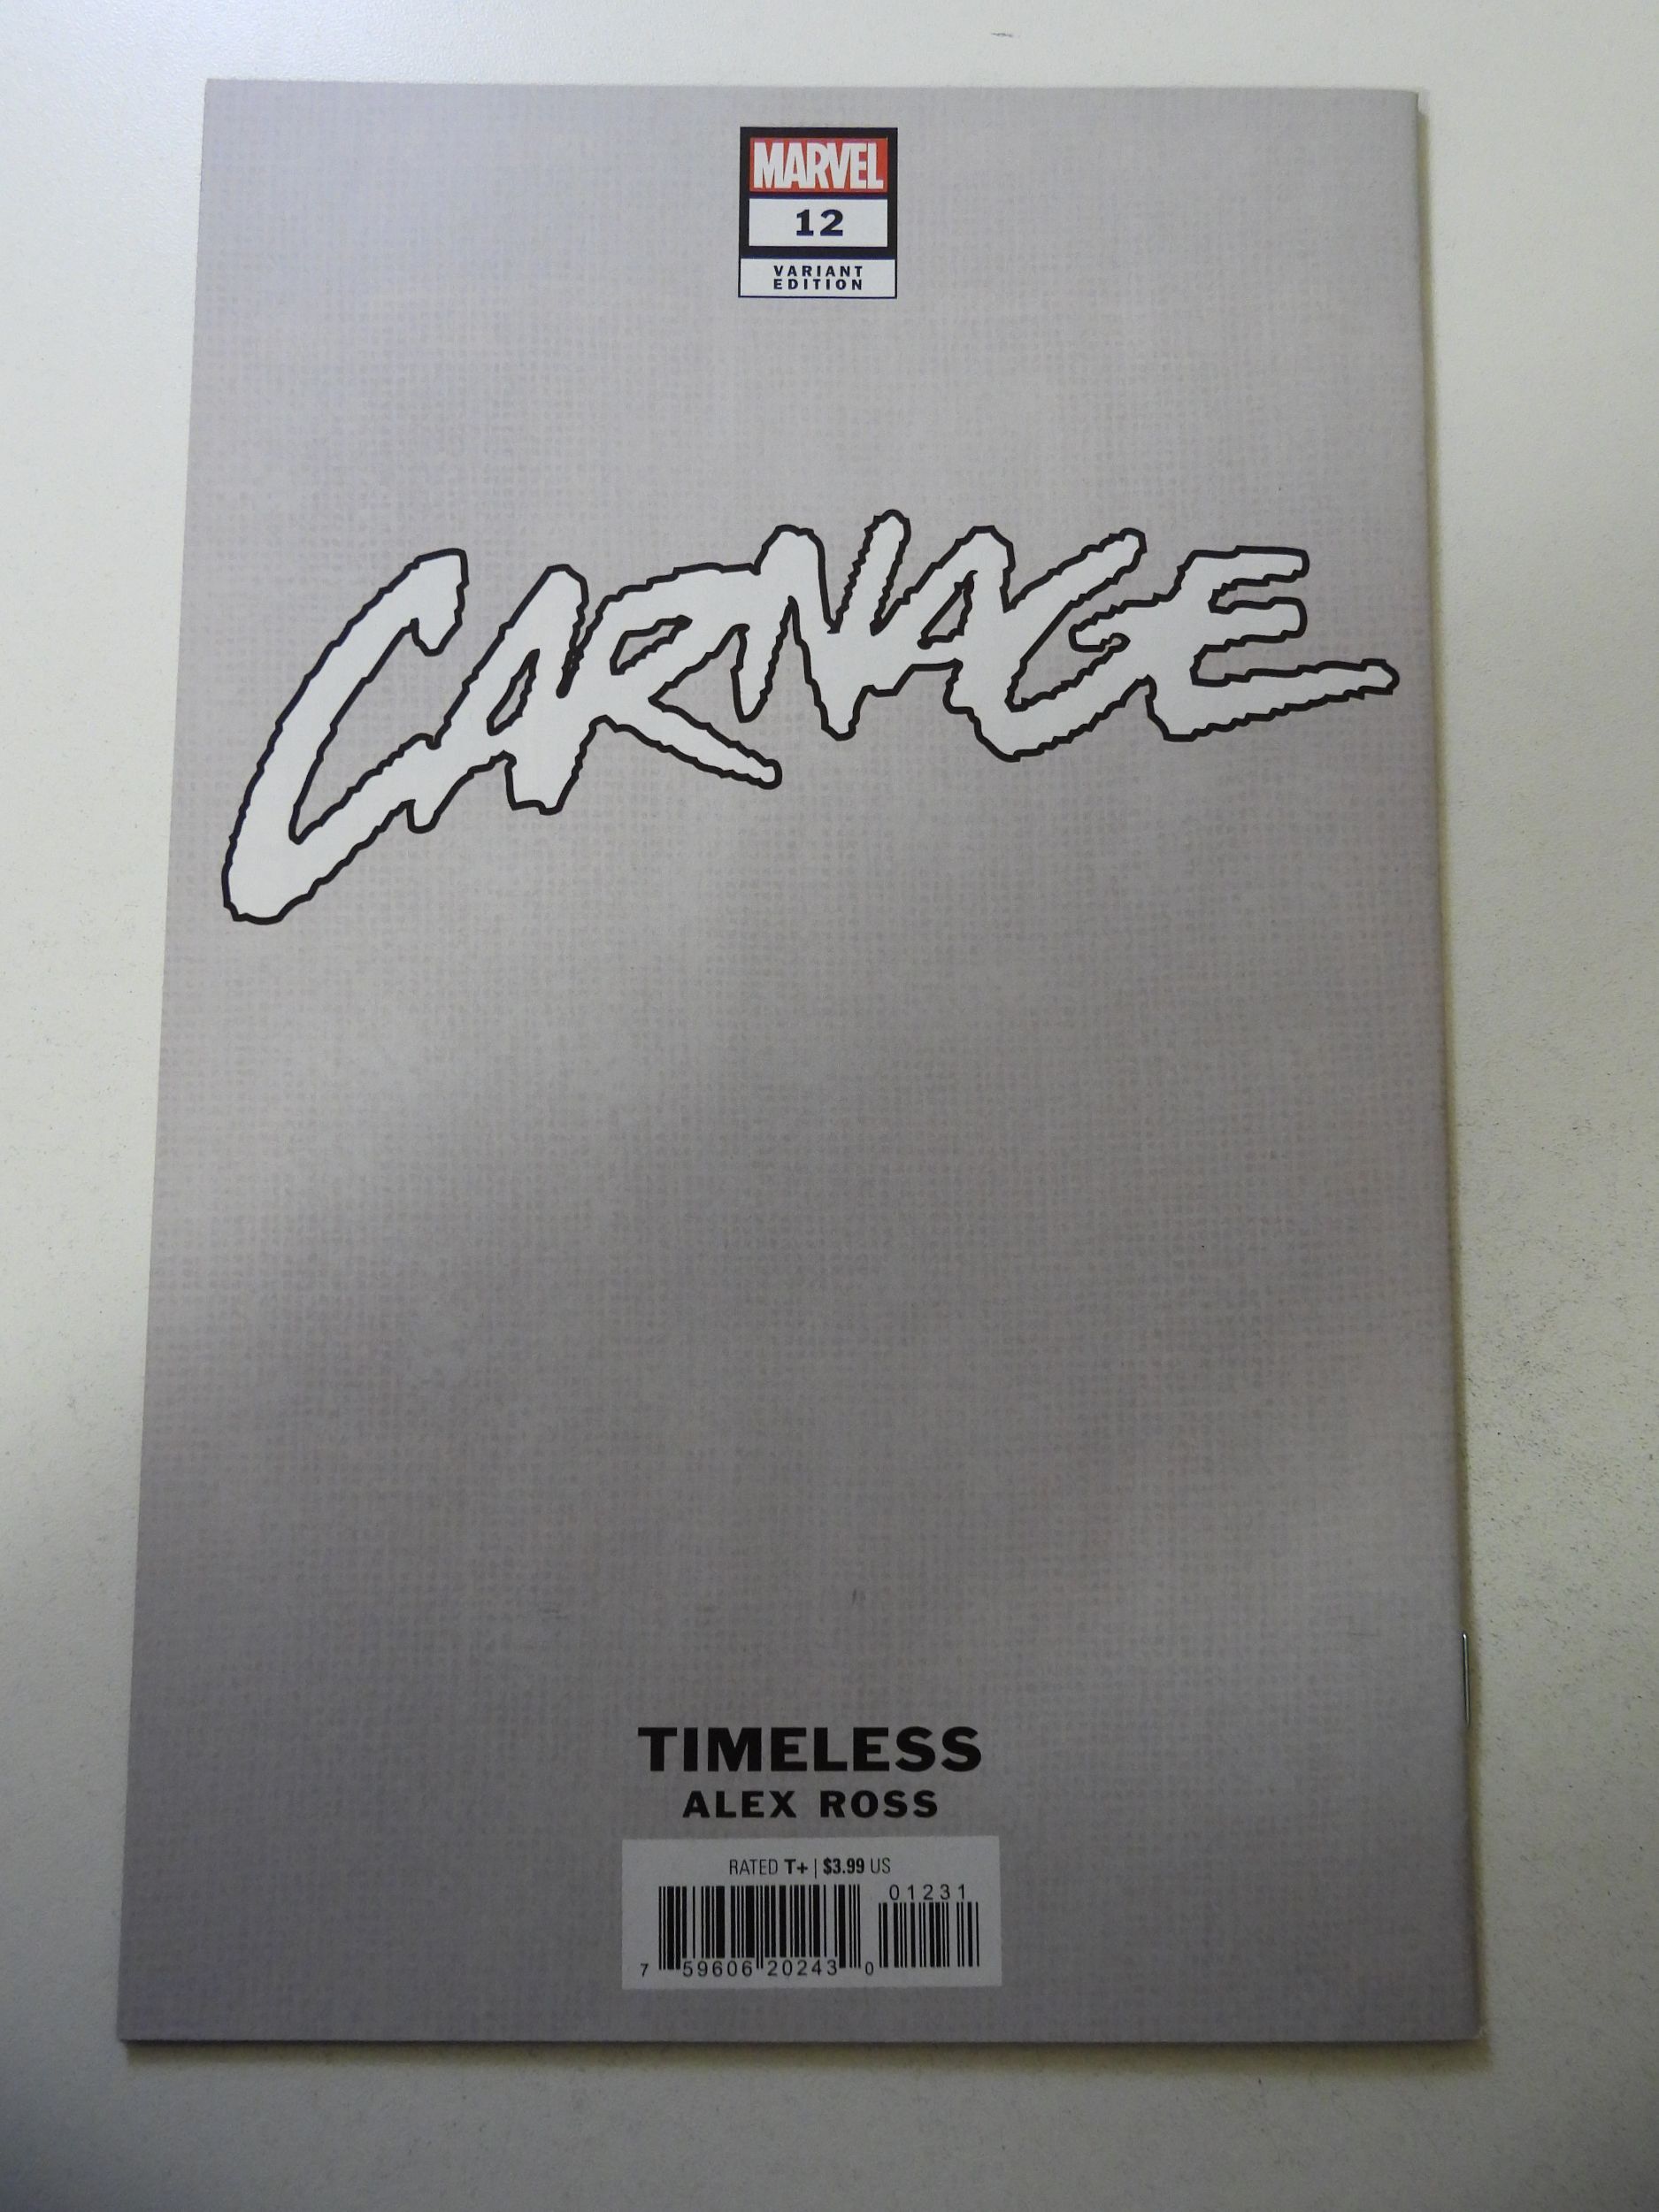 MARVEL
12
VARIANT
EDITION
CARNAGE
TIMELESS
ALEX ROSS
RATED T+ | $3.99 US
01231
7 59606 20243 0